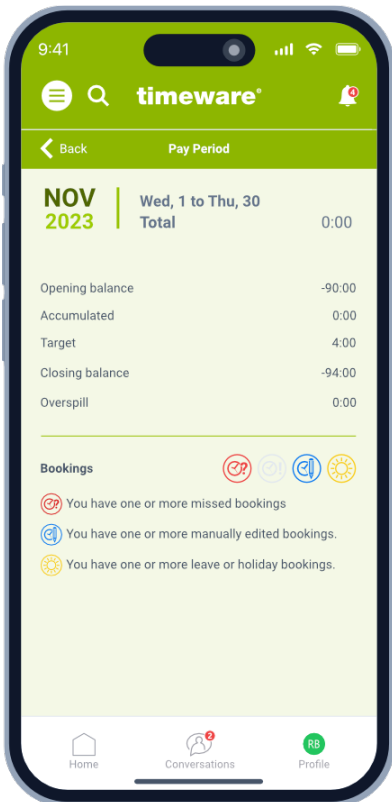 9:41
timeware®
4
Back
Pay Period
NOV
2023
Wed, 1 to Thu, 30
Total 0:00
Opening balance -90:00
Accumulated 0:00
Target 4:00
Closing balance -94:00
Overspill 0:00
Bookings
You have one or more missed bookings
You have one or more manually edited bookings.
You have one or more leave or holiday bookings.
2
RB
Home Conversations Profile